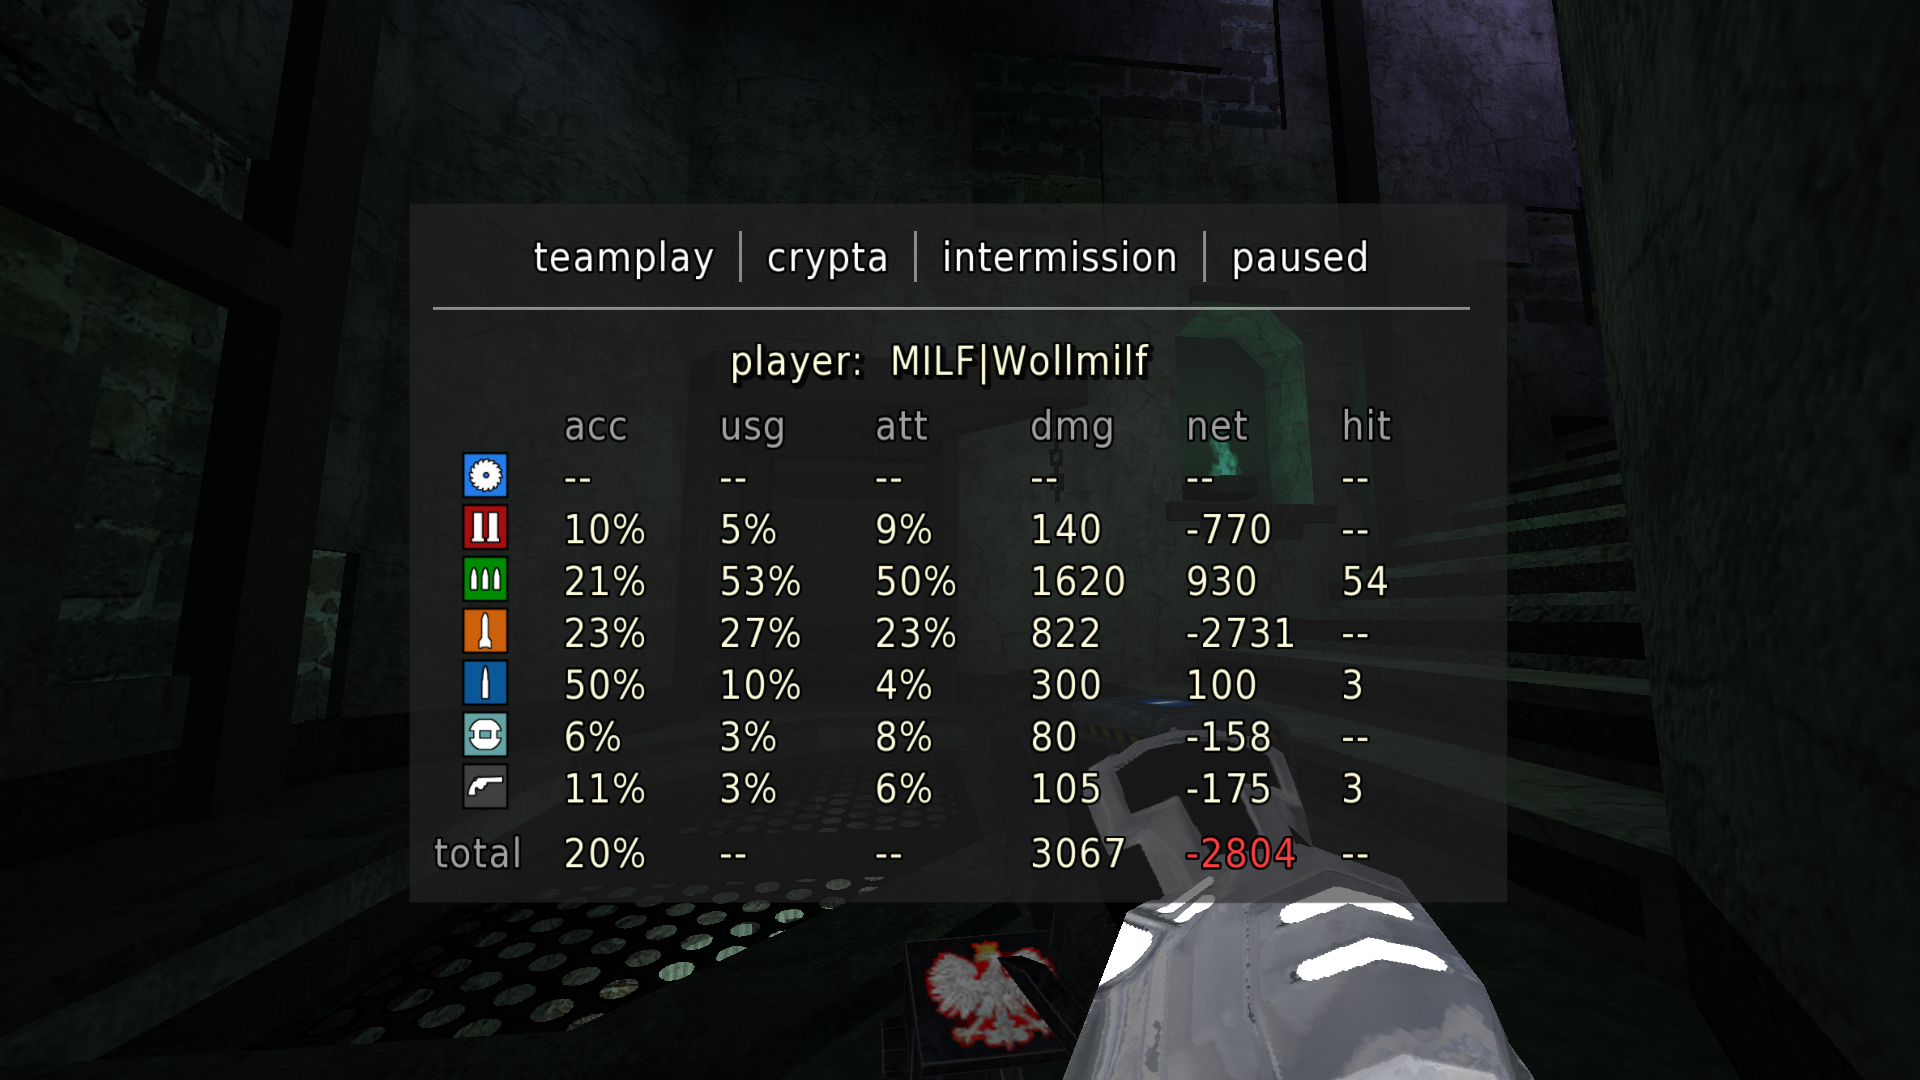 teamplay | crypta | intermission | paused
player: MILF|Wollmilf
acc usg att dmg net hit
-- -- -- -- -- --
10% 5% 9% 140 -770 --
21% 53% 50% 1620 930 54
23% 27% 23% 822 -2731 --
50% 10% 4% 300 100 3
6% 3% 8% 80 -158 --
11% 3% 6% 105 -175 3
total 20% -- -- 3067 -2804 --